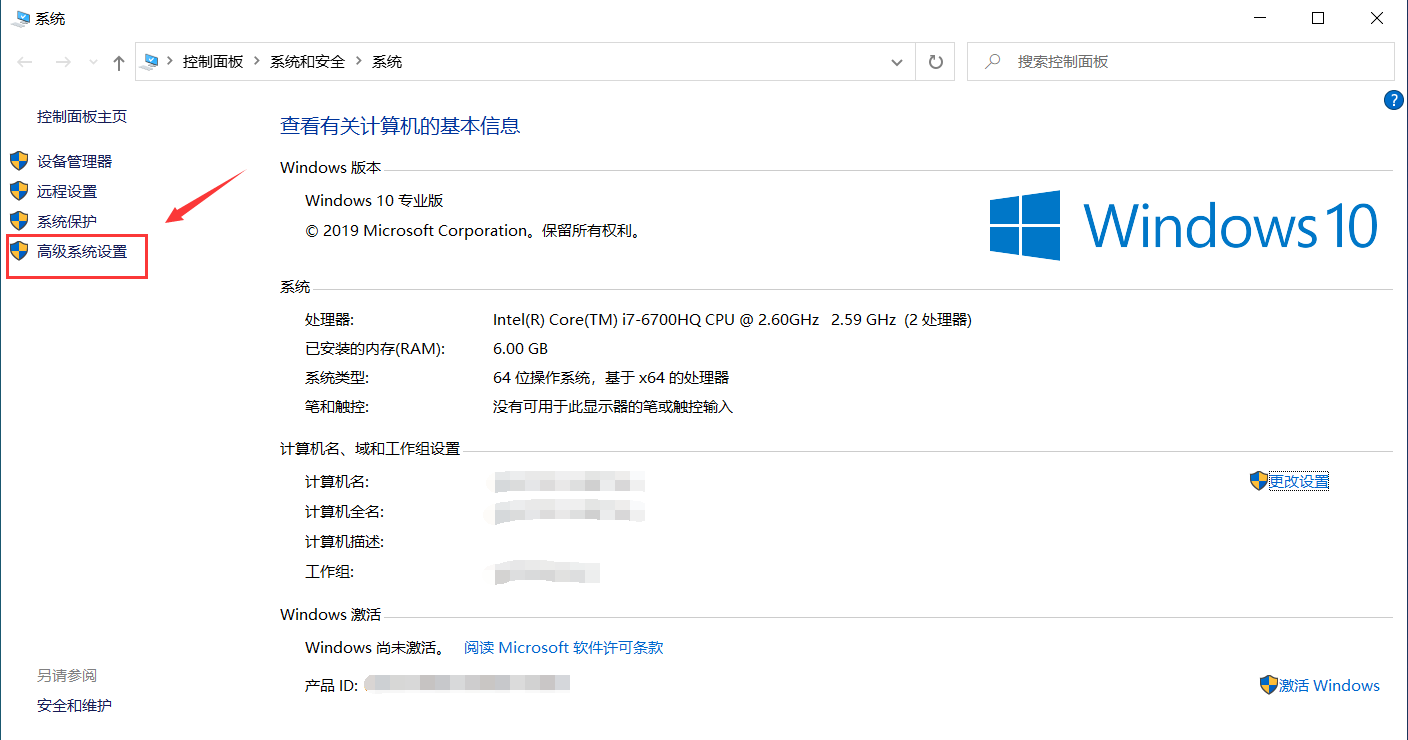 系统
控制面板 系统和安全 系统
搜索控制面板
?
控制面板主页
设备管理器
远程设置
系统保护
高级系统设置
查看有关计算机的基本信息
Windows 版本
Windows 10 专业版
© 2019 Microsoft Corporation。保留所有权利。
Windows 10
系统
处理器: Intel(R) Core(TM) i7-6700HQ CPU @ 2.60GHz 2.59 GHz (2 处理器)
已安装的内存(RAM): 6.00 GB
系统类型: 64 位操作系统，基于 x64 的处理器
笔和触控: 没有可用于此显示器的笔或触控输入
计算机名、域和工作组设置
计算机名: 更改设置
计算机全名:
计算机描述:
工作组:
Windows 激活
Windows 尚未激活。 阅读 Microsoft 软件许可条款
产品 ID: 激活 Windows
另请参阅
安全和维护